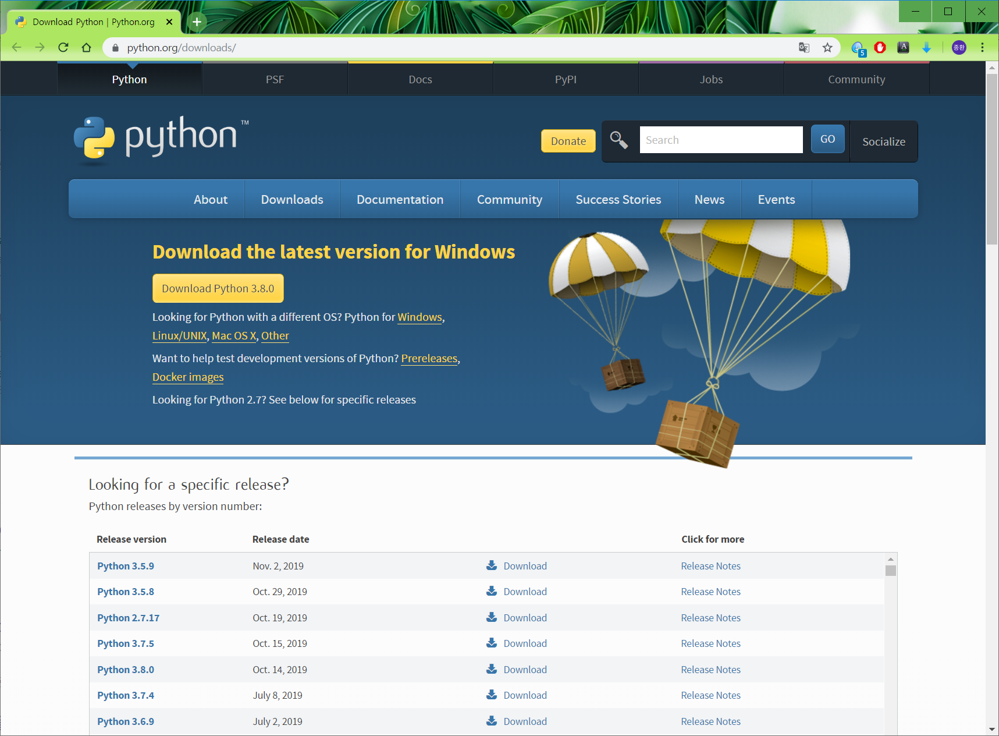 Download Python | Python.org
python.org/downloads/
5
A
종환
Python PSF Docs PyPI Jobs Community
python™
Donate Search GO Socialize
About Downloads Documentation Community Success Stories News Events
Download the latest version for Windows
Download Python 3.8.0
Looking for Python with a different OS? Python for Windows,
Linux/UNIX, Mac OS X, Other
Want to help test development versions of Python? Prereleases,
Docker images
Looking for Python 2.7? See below for specific releases
Looking for a specific release?
Python releases by version number:
Release version Release date Click for more
Python 3.5.9 Nov. 2, 2019 Download Release Notes
Python 3.5.8 Oct. 29, 2019 Download Release Notes
Python 2.7.17 Oct. 19, 2019 Download Release Notes
Python 3.7.5 Oct. 15, 2019 Download Release Notes
Python 3.8.0 Oct. 14, 2019 Download Release Notes
Python 3.7.4 July 8, 2019 Download Release Notes
Python 3.6.9 July 2, 2019 Download Release Notes